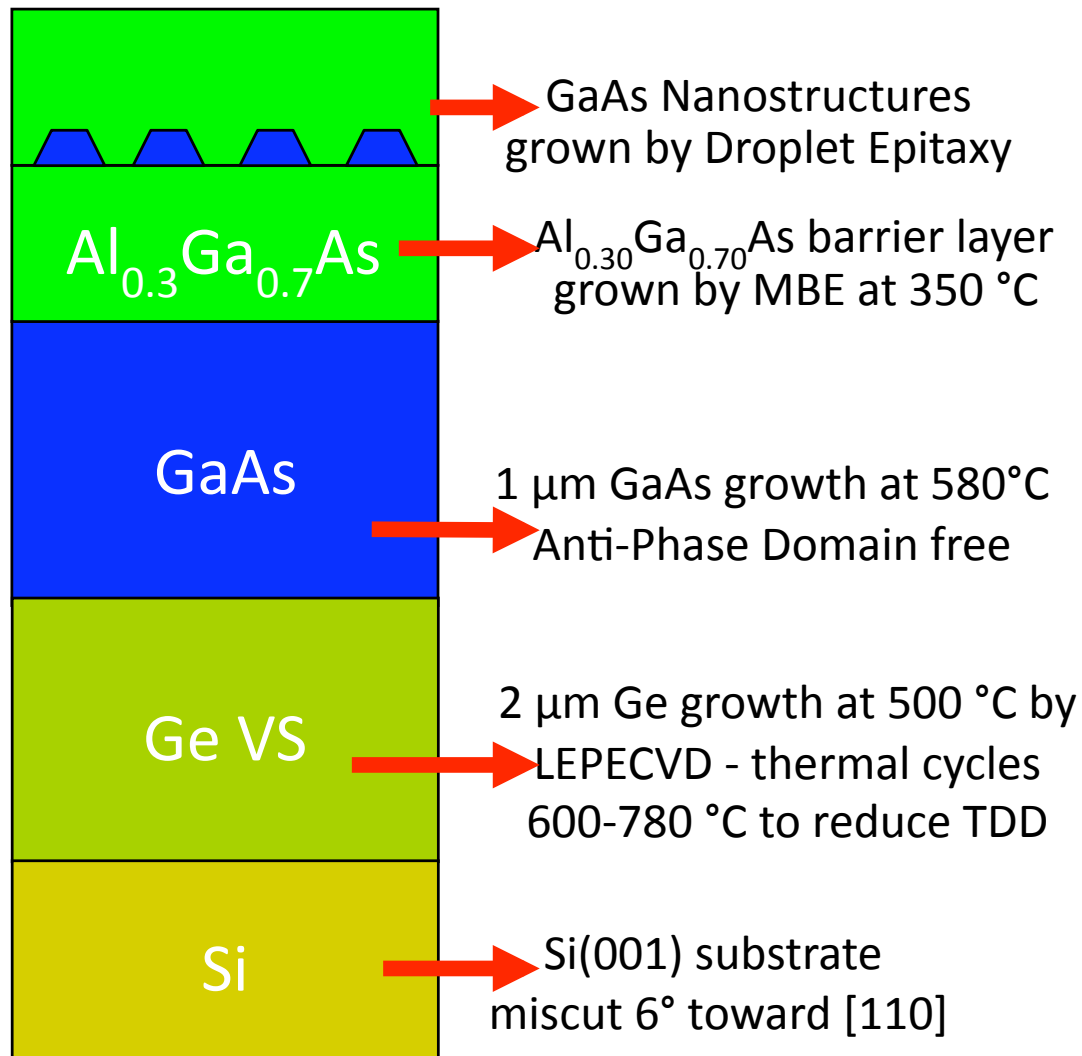 GaAs Nanostructures
grown by Droplet Epitaxy
Al0.3Ga0.7As
Al0.30Ga0.70As barrier layer
grown by MBE at 350 °C
GaAs
1 μm GaAs growth at 580°C
Anti-Phase Domain free
Ge VS
2 μm Ge growth at 500 °C by
LEPECVD - thermal cycles
600-780 °C to reduce TDD
Si
Si(001) substrate
miscut 6° toward [110]